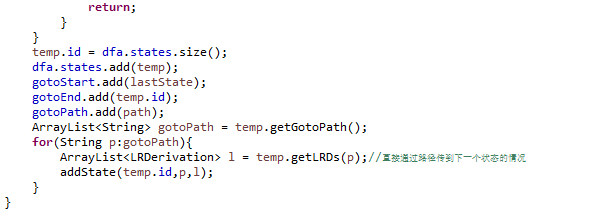 return;
}
}
temp.id = dfa.states.size();
dfa.states.add(temp);
gotoStart.add(lastState);
gotoEnd.add(temp.id);
gotoPath.add(path);
ArrayList<String> gotoPath = temp.getGotoPath();
for(String p:gotoPath){
ArrayList<LRDerivation> l = temp.getLRDs(p);//直接通过路径传到下一个状态的情况
addState(temp.id,p,l);
}
}